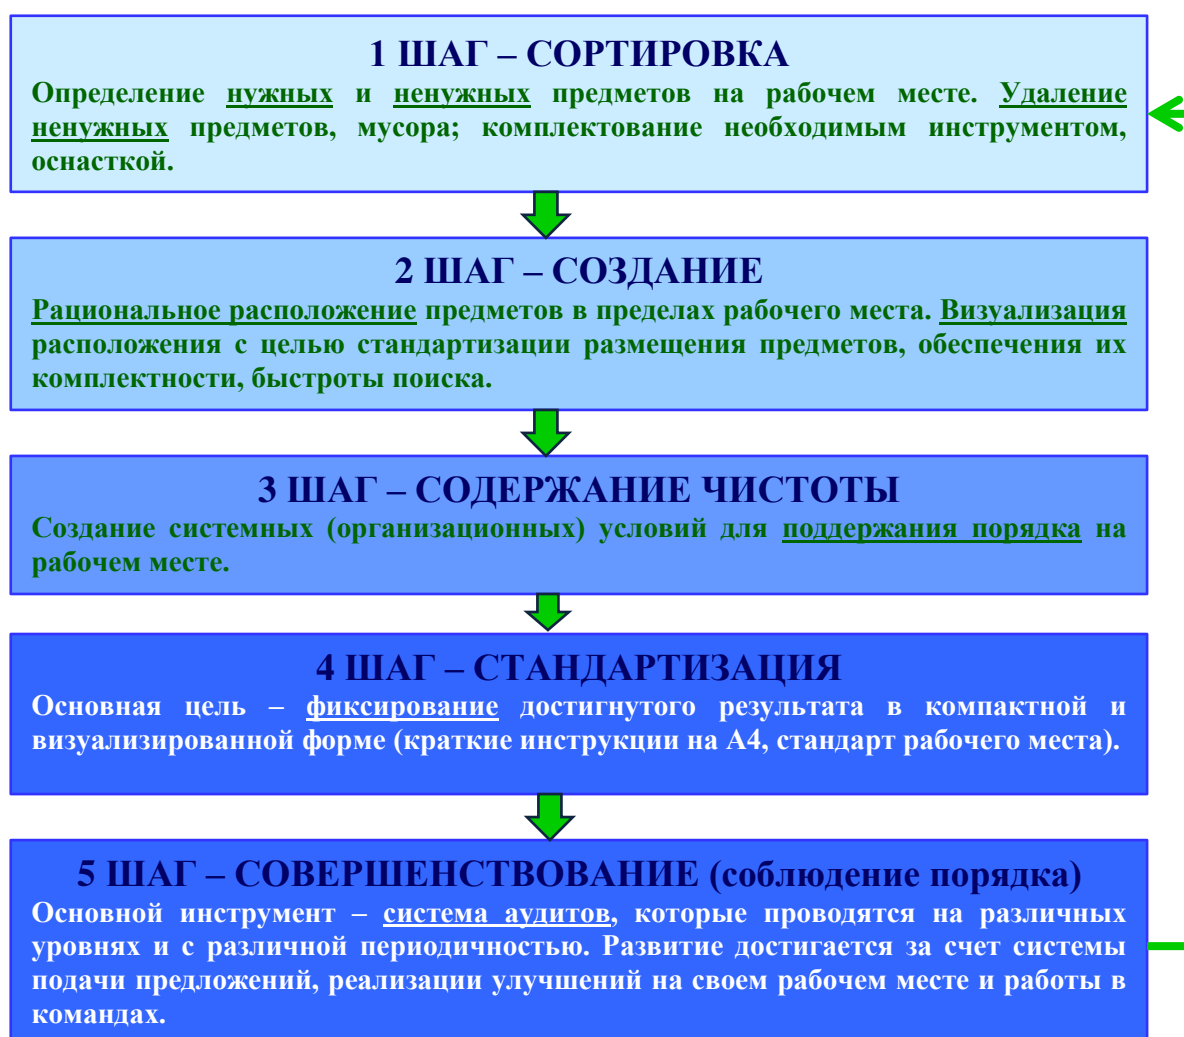 1 ШАГ – СОРТИРОВКА
Определение нужных и ненужных предметов на рабочем месте. Удаление
ненужных предметов, мусора; комплектование необходимым инструментом,
оснасткой.
2 ШАГ – СОЗДАНИЕ
Рациональное расположение предметов в пределах рабочего места. Визуализация
расположения с целью стандартизации размещения предметов, обеспечения их
комплектности, быстроты поиска.
3 ШАГ – СОДЕРЖАНИЕ ЧИСТОТЫ
Создание системных (организационных) условий для поддержания порядка на
рабочем месте.
4 ШАГ – СТАНДАРТИЗАЦИЯ
Основная цель – фиксирование достигнутого результата в компактной и
визуализированной форме (краткие инструкции на А4, стандарт рабочего места).
5 ШАГ – СОВЕРШЕНСТВОВАНИЕ (соблюдение порядка)
Основной инструмент – система аудитов, которые проводятся на различных
уровнях и с различной периодичностью. Развитие достигается за счет системы
подачи предложений, реализации улучшений на своем рабочем месте и работы в
командах.